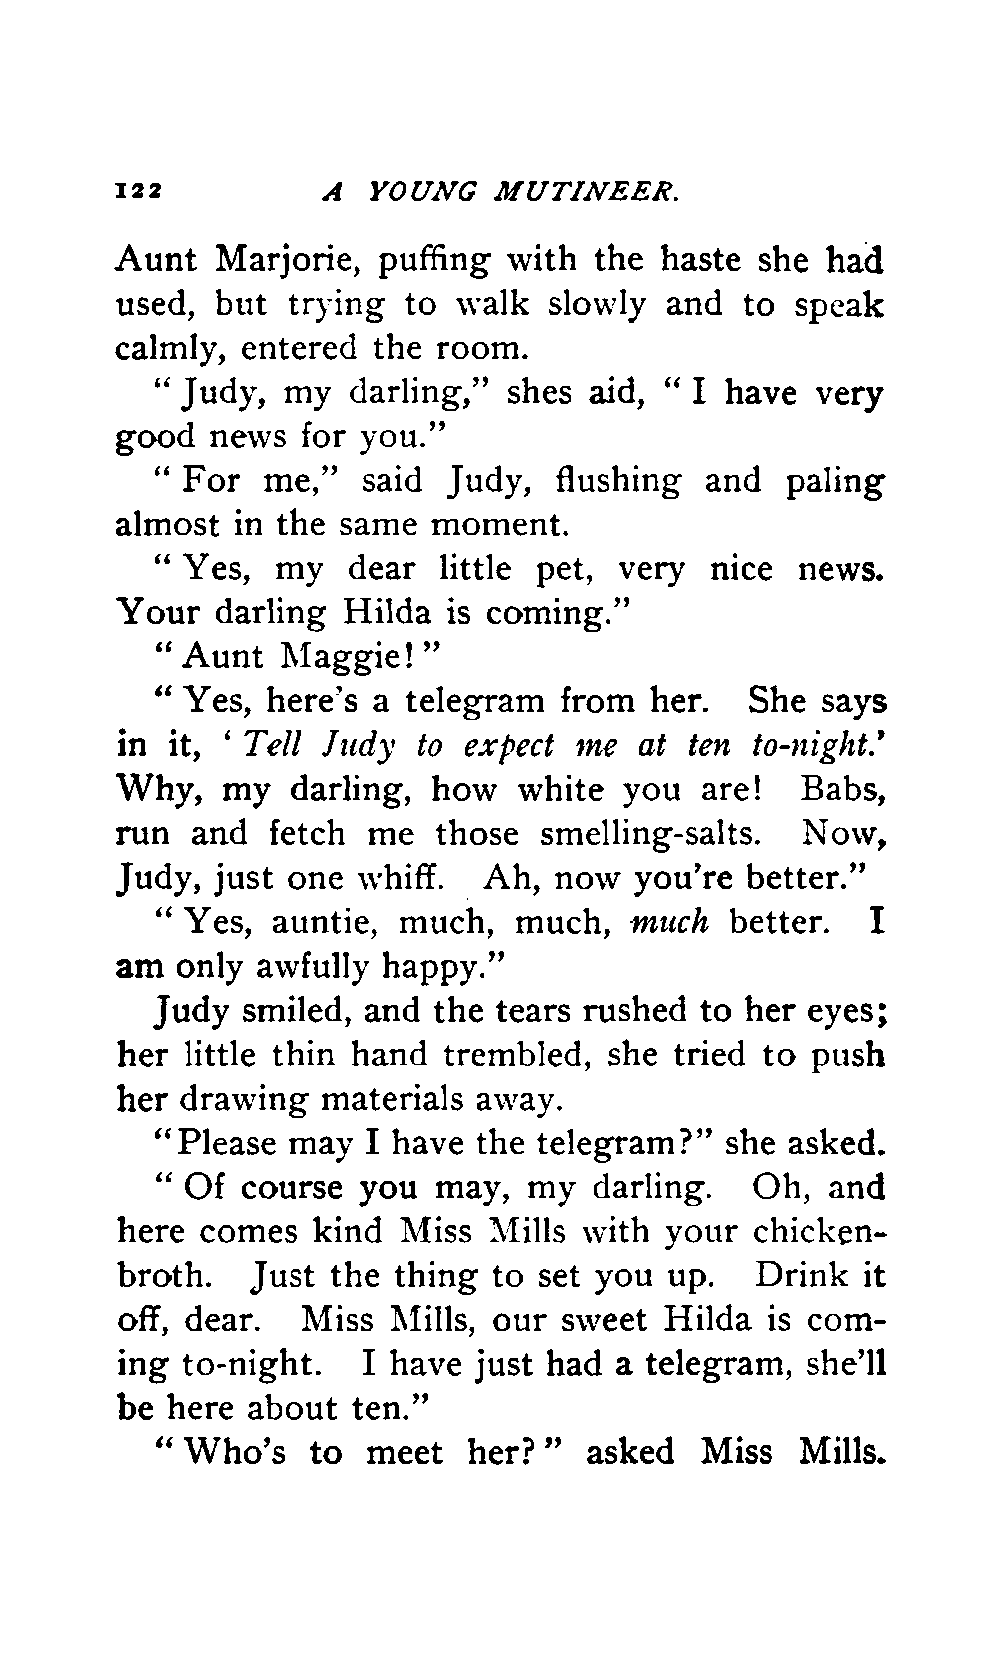 122 A YOUNG MUTINEER.
Aunt Marjorie, puffing with the haste she had
used, but trying to walk slowly and to speak
calmly, entered the room.
“ Judy, my darling,” shes aid, “ I have very
good news for you.”
“ For me,” said Judy, flushing and paling
almost in the same moment.
“ Yes, my dear little pet, very nice news.
Your darling Hilda is coming.”
“ Aunt Maggie! ”
“ Yes, here’s a telegram from her. She says
in it, ‘ Tell Judy to expect me at ten to-night.’
Why, my darling, how white you are! Babs,
run and fetch me those smelling-salts. Now,
Judy, just one whiff. Ah, now you’re better.”
“ Yes, auntie, much, much, much better. I
am only awfully happy.”
Judy smiled, and the tears rushed to her eyes;
her little thin hand trembled, she tried to push
her drawing materials away.
“Please may I have the telegram?” she asked.
“ Of course you may, my darling. Oh, and
here comes kind Miss Mills with your chicken-
broth. Just the thing to set you up. Drink it
off, dear. Miss Mills, our sweet Hilda is com-
ing to-night. I have just had a telegram, she’ll
be here about ten.”
“ Who’s to meet her? ” asked Miss Mills.